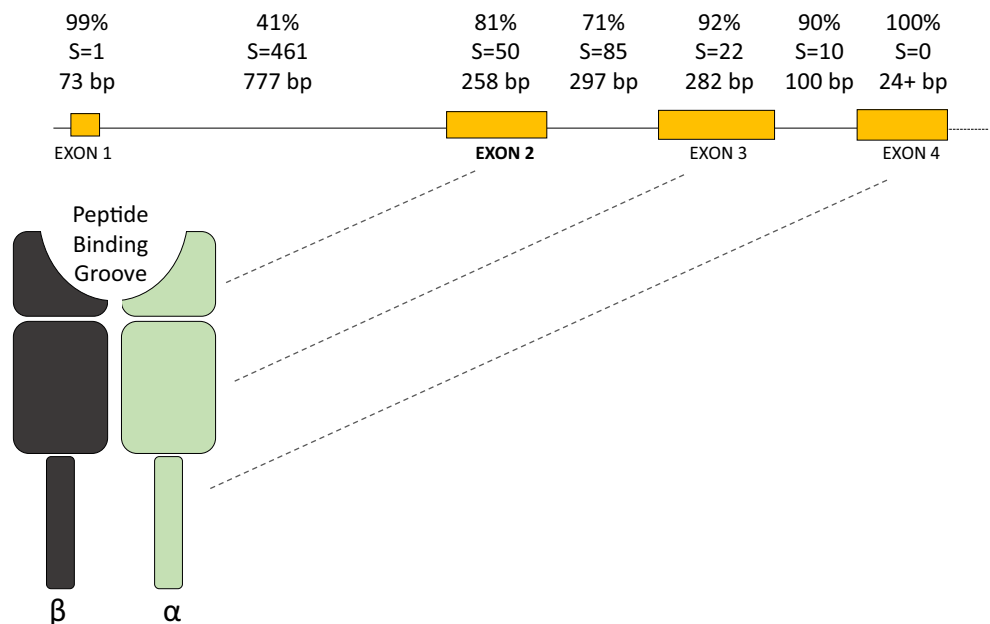 99% 41% 81% 71% 92% 90% 100%
S=1 S=461 S=50 S=85 S=22 S=10 S=0
73 bp 777 bp 258 bp 297 bp 282 bp 100 bp 24+ bp
EXON 1 EXON 2 EXON 3 EXON 4
Peptide
Binding
Groove
β α